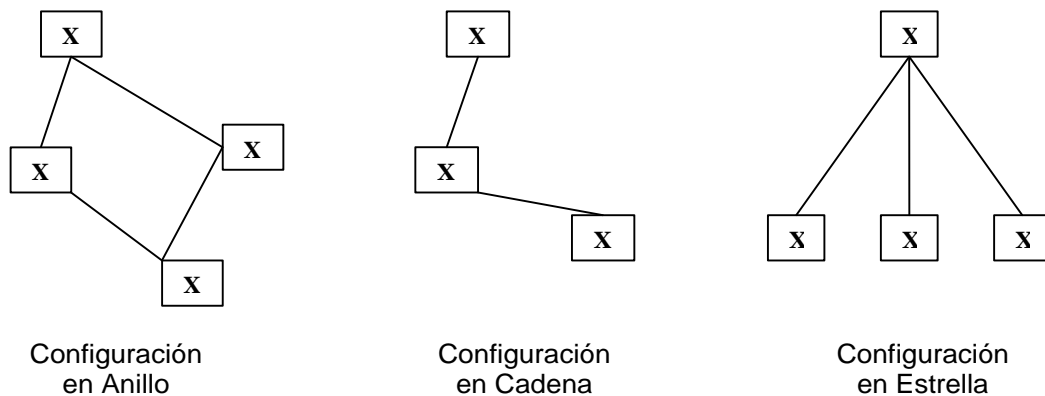 X
X
X
X
Configuración
en Anillo
X
X
X
Configuración
en Cadena
X
X
X
X
Configuración
en Estrella